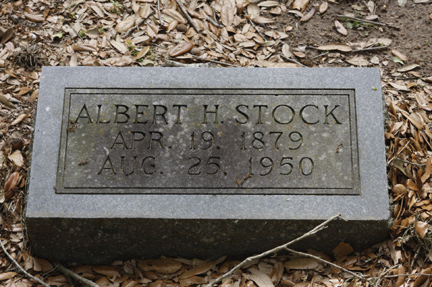 ALBERT H. STOCK
APR. 19, 1879
AUG. 25, 1950